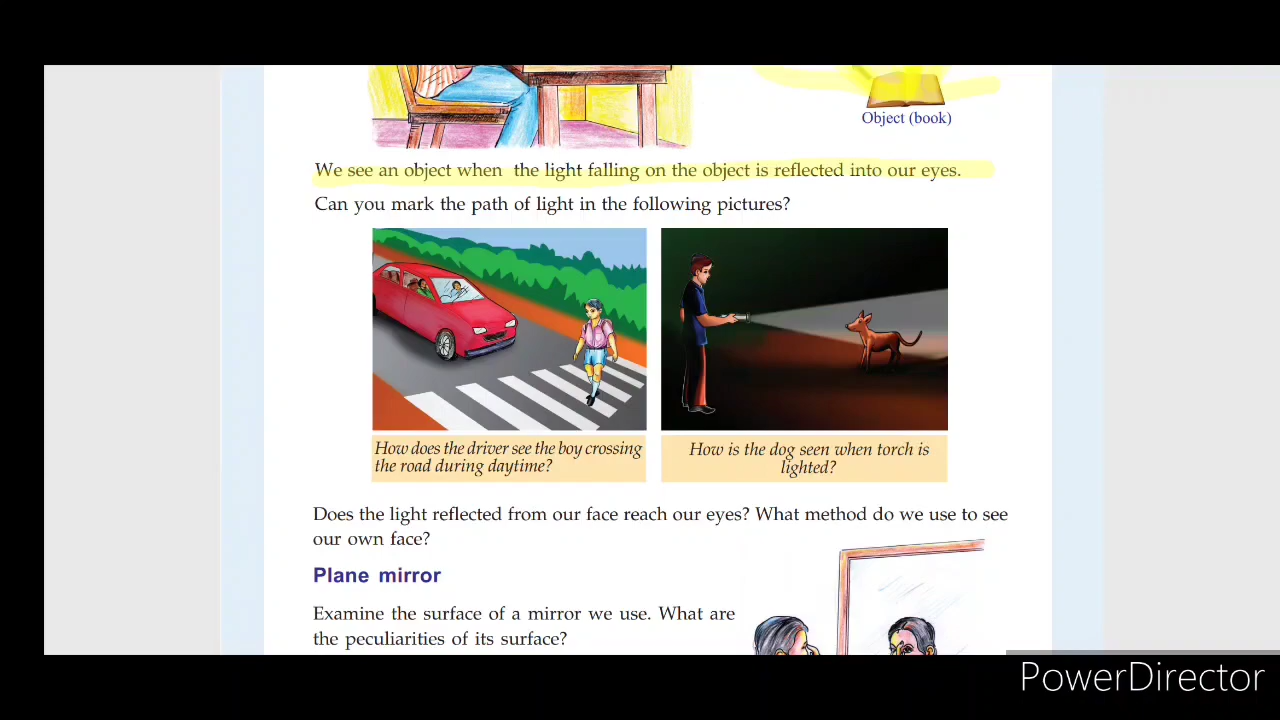 Object (book)
We see an object when the light falling on the object is reflected into our eyes.
Can you mark the path of light in the following pictures?
How does the driver see the boy crossing
the road during daytime?
How is the dog seen when torch is
lighted?
Does the light reflected from our face reach our eyes? What method do we use to see
our own face?
Plane mirror
Examine the surface of a mirror we use. What are
the peculiarities of its surface?
PowerDirector